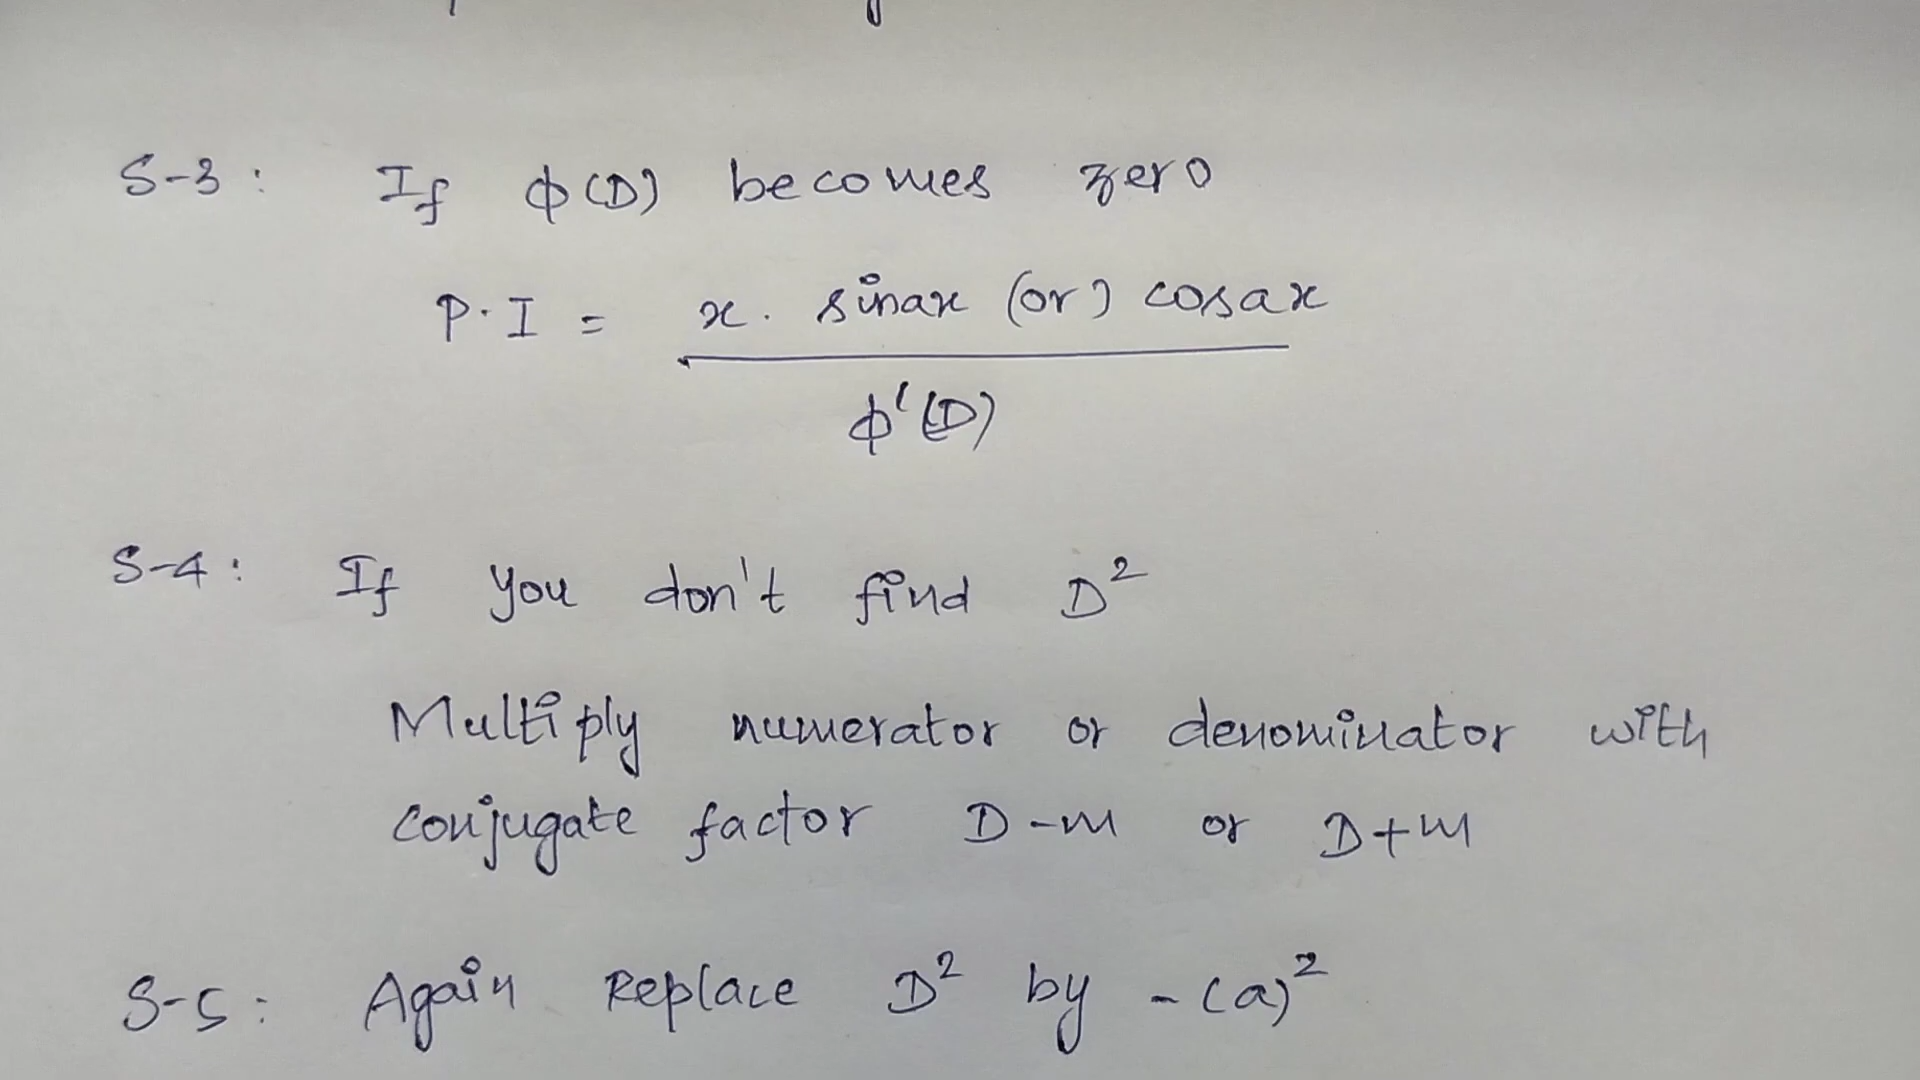 S-3: If ϕ(D) becomes zero
P.I = x. sinax (or) cosax
ϕ'(D)
S-4: If you don't find D²
Multiply numerator or denominator with
conjugate factor D-m or D+m
S-5: Again Replace D² by -(a)²